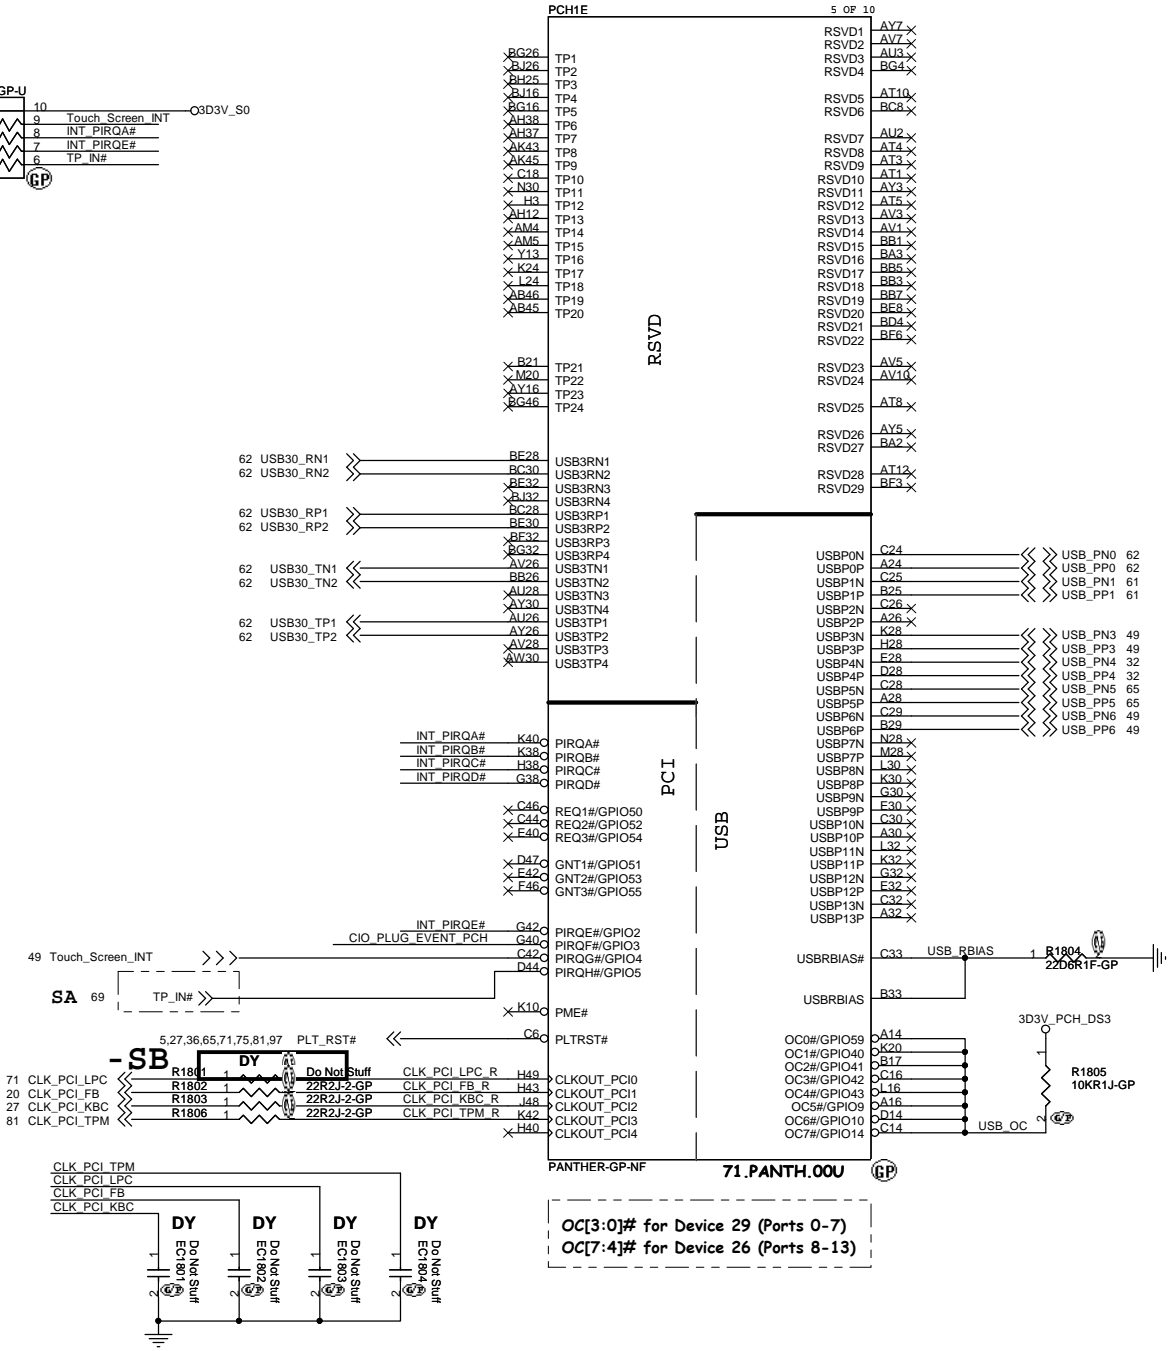 PCH1E 5 OF 10
GP-U
10 3D3V_S0
9 Touch_Screen_INT
8 INT_PIRQA#
7 INT_PIRQE#
6 TP_IN#
GP
BG26 TP1
BJ26 TP2
BH25 TP3
BJ16 TP4
BG16 TP5
AH38 TP6
AH37 TP7
AK43 TP8
AK45 TP9
C18 TP10
N30 TP11
H3 TP12
AH12 TP13
AM4 TP14
AM5 TP15
Y13 TP16
K24 TP17
L24 TP18
AB46 TP19
AB45 TP20
B21 TP21
M20 TP22
AY16 TP23
BG46 TP24
RSVD
RSVD1 AY7
RSVD2 AV7
RSVD3 AU3
RSVD4 BG4
RSVD5 AT10
RSVD6 BC8
RSVD7 AU2
RSVD8 AT4
RSVD9 AT3
RSVD10 AT1
RSVD11 AY3
RSVD12 AT5
RSVD13 AV3
RSVD14 AV1
RSVD15 BB1
RSVD16 BA3
RSVD17 BB5
RSVD18 BB3
RSVD19 BB7
RSVD20 BE8
RSVD21 BD4
RSVD22 BF6
RSVD23 AV5
RSVD24 AV10
RSVD25 AT8
RSVD26 AY5
RSVD27 BA2
RSVD28 AT12
RSVD29 BF3
62 USB30_RN1 BE28 USB3RN1
62 USB30_RN2 BC30 USB3RN2
BE32 USB3RN3
BJ32 USB3RN4
62 USB30_RP1 BC28 USB3RP1
62 USB30_RP2 BE30 USB3RP2
BF32 USB3RP3
BG32 USB3RP4
62 USB30_TN1 AV26 USB3TN1
62 USB30_TN2 BB26 USB3TN2
AU28 USB3TN3
AY30 USB3TN4
62 USB30_TP1 AU26 USB3TP1
62 USB30_TP2 AY26 USB3TP2
AV28 USB3TP3
AW30 USB3TP4
USBP0N C24 USB_PN0 62
USBP0P A24 USB_PP0 62
USBP1N C25 USB_PN1 61
USBP1P B25 USB_PP1 61
USBP2N C26
USBP2P A26
USBP3N K28 USB_PN3 49
USBP3P H28 USB_PP3 49
USBP4N E28 USB_PN4 32
USBP4P D28 USB_PP4 32
USBP5N C28 USB_PN5 65
USBP5P A28 USB_PP5 65
USBP6N C29 USB_PN6 49
USBP6P B29 USB_PP6 49
USBP7N N28
USBP7P M28
USBP8N L30
USBP8P K30
USBP9N G30
USBP9P E30
USBP10N C30
USBP10P A30
USBP11N L32
USBP11P K32
USBP12N G32
USBP12P E32
USBP13N C32
USBP13P A32
PCI
USB
INT_PIRQA# K40 PIRQA#
INT_PIRQB# K38 PIRQB#
INT_PIRQC# H38 PIRQC#
INT_PIRQD# G38 PIRQD#
C46 REQ1#/GPIO50
C44 REQ2#/GPIO52
E40 REQ3#/GPIO54
D47 GNT1#/GPIO51
E42 GNT2#/GPIO53
F46 GNT3#/GPIO55
INT_PIRQE# G42 PIRQE#/GPIO2
CIO_PLUG_EVENT_PCH G40 PIRQF#/GPIO3
49 Touch_Screen_INT C42 PIRQG#/GPIO4
D44 PIRQH#/GPIO5
SA 69 TP_IN#
K10 PME#
5,27,36,65,71,75,81,97 PLT_RST# C6 PLTRST#
-SB DY
71 CLK_PCI_LPC R1801 1 Do Not Stuff CLK_PCI_LPC_R H49 CLKOUT_PCI0
20 CLK_PCI_FB R1802 1 22R2J-2-GP CLK_PCI_FB_R H43 CLKOUT_PCI1
27 CLK_PCI_KBC R1803 1 22R2J-2-GP CLK_PCI_KBC_R J48 CLKOUT_PCI2
81 CLK_PCI_TPM R1806 1 22R2J-2-GP CLK_PCI_TPM_R K42 CLKOUT_PCI3
H40 CLKOUT_PCI4
USBRBIAS# C33 USB_RBIAS 1 R1804 2
22D6R1F-GP
USBRBIAS B33
3D3V_PCH_DS3
OC0#/GPIO59 A14
OC1#/GPIO40 K20
OC2#/GPIO41 B17
OC3#/GPIO42 C16
OC4#/GPIO43 L16
OC5#/GPIO9 A16
OC6#/GPIO10 D14
OC7#/GPIO14 C14 USB_OC
1 R1805
10KR1J-GP
2 GP
PANTHER-GP-NF 71.PANTH.00U GP
OC[3:0]# for Device 29 (Ports 0-7)
OC[7:4]# for Device 26 (Ports 8-13)
CLK_PCI_TPM
CLK_PCI_LPC
CLK_PCI_FB
CLK_PCI_KBC
DY DY DY DY
1 Do Not Stuff EC1801 2 GP
1 Do Not Stuff EC1802 2 GP
1 Do Not Stuff EC1803 2 GP
1 Do Not Stuff EC1804 2 GP